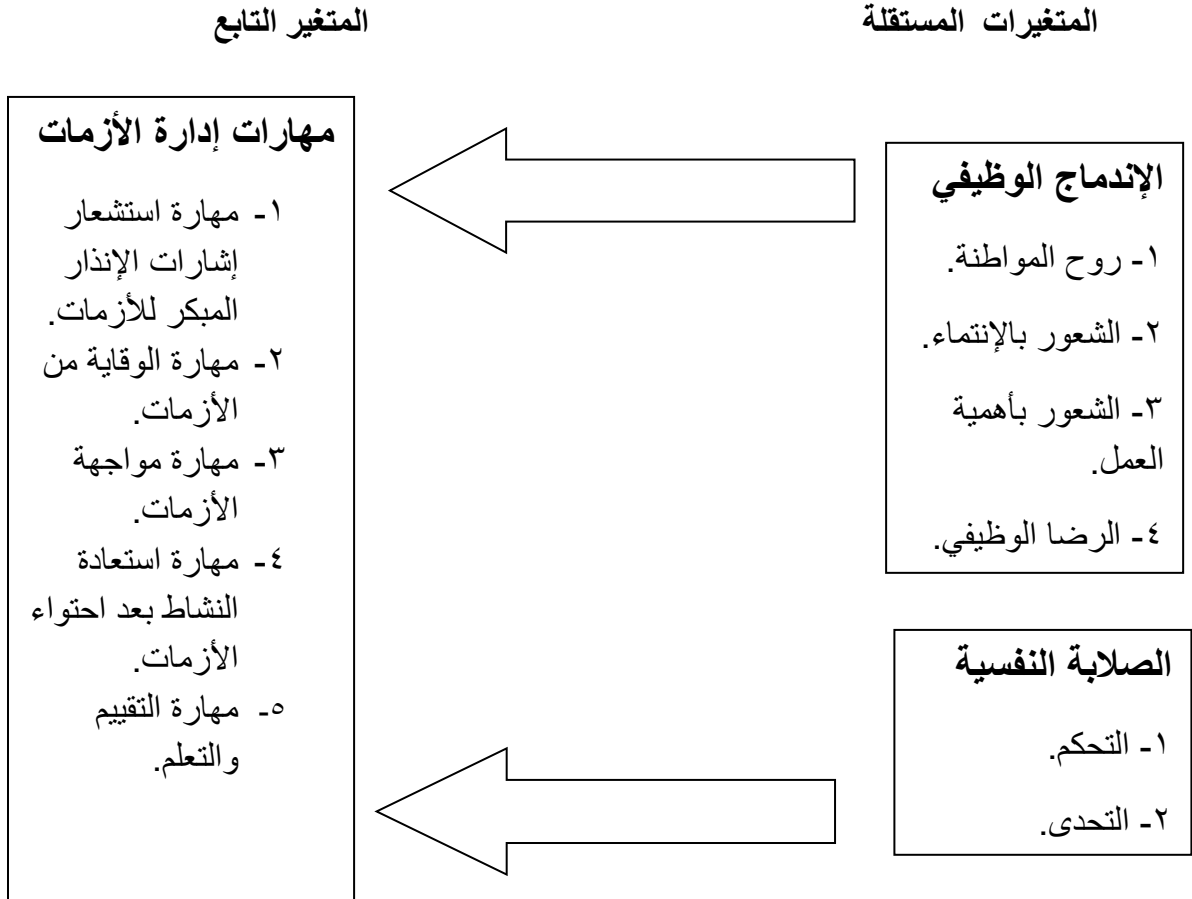 المتغيرات المستقلة
المتغير التابع
الإندماج الوظيفي
١- روح المواطنة.
٢- الشعور بالإنتماء.
٣- الشعور بأهمية
العمل.
٤- الرضا الوظيفي.
الصلابة النفسية
١- التحكم.
٢- التحدى.
مهارات إدارة الأزمات
١- مهارة استشعار
إشارات الإنذار
المبكر للأزمات.
٢- مهارة الوقاية من
الأزمات.
٣- مهارة مواجهة
الأزمات.
٤- مهارة استعادة
النشاط بعد احتواء
الأزمات.
٥- مهارة التقييم
والتعلم.